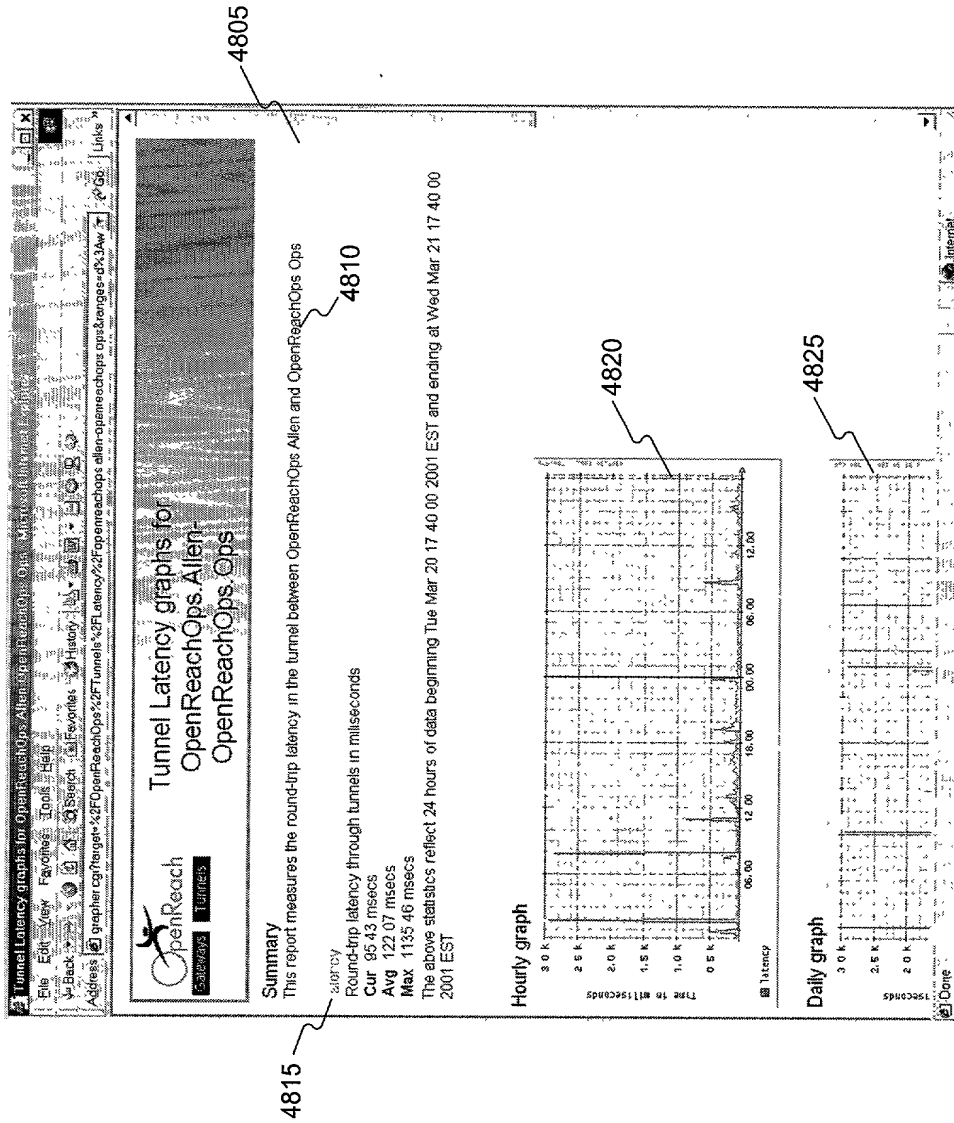 Tunnel Latency graphs for OpenReachOps Allen-OpenReachOps Ops - Microsoft Internet Explorer
File Edit View Favorites Tools Help
Back Search Favorites History
Address grapher cgi?target=%2FOpenReachOps%2FTunnels%2FLatency%2Fopenreachops allen-openreachops ops&ranges=d%3Aw Go Links »
OpenReach
Gateways Tunnels
Tunnel Latency graphs for
OpenReachOps.Allen-
OpenReachOps.Ops
4805
Summary
This report measures the round-trip latency in the tunnel between OpenReachOps Allen and OpenReachOps Ops
4810
4815
Round-trip latency through tunnels in miliseconds
Cur 95 43 msecs
Avg 122 07 msecs
Max 1135 46 msecs
The above statistics reflect 24 hours of data beginning Tue Mar 20 17 40 00 2001 EST and ending at Wed Mar 21 17 40 00
2001 EST
Hourly graph
4820
Time in miliseconds
3 0 k
2 5 k
2.0 k
1.5 k
1.0 k
0 5 k
06.00 12 00 18.00 00.00 06.00 12.00
latency
Daily graph
4825
3 0 k
2.5 k
2 0 k
Done Internet